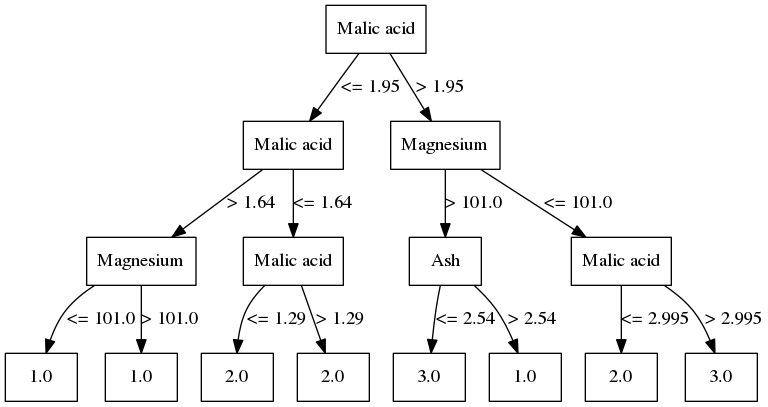 Malic acid
<= 1.95 > 1.95
Malic acid Magnesium
> 1.64 <= 1.64 > 101.0 <= 101.0
Magnesium Malic acid Ash Malic acid
<= 101.0 > 101.0 <= 1.29 > 1.29 <= 2.54 > 2.54 <= 2.995 > 2.995
1.0 1.0 2.0 2.0 3.0 1.0 2.0 3.0